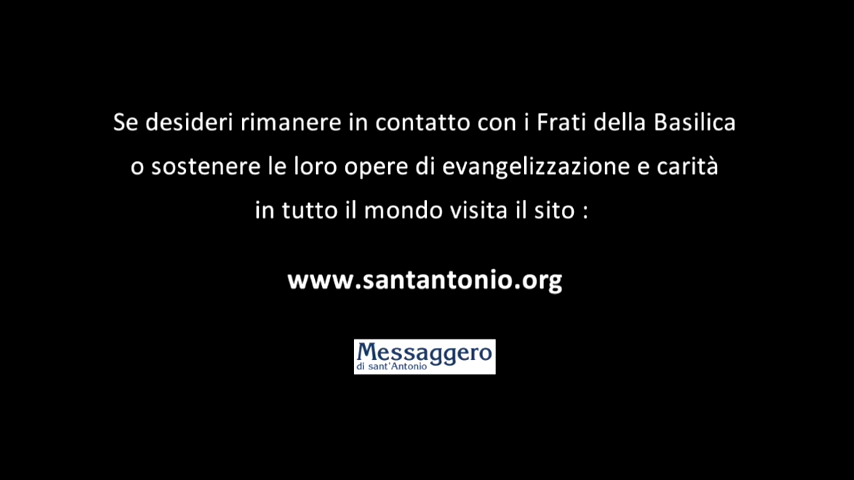 Se desideri rimanere in contatto con i Frati della Basilica
o sostenere le loro opere di evangelizzazione e carità
in tutto il mondo visita il sito :
www.santantonio.org
Messaggero
di sant'Antonio